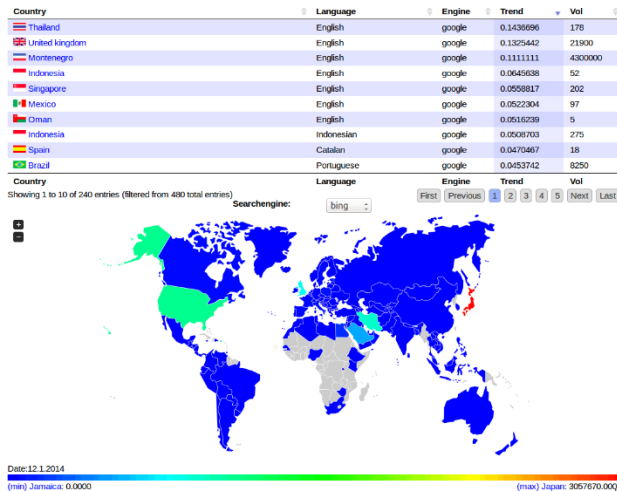 Country Language Engine Trend Vol
Thailand English google 0.1436696 178
United kingdom English google 0.1325442 21900
Montenegro English google 0.1111111 4300000
Indonesia English google 0.0645638 52
Singapore English google 0.0558817 202
Mexico English google 0.0522304 97
Oman English google 0.0516239 5
Indonesia Indonesian google 0.0508703 275
Spain Catalan google 0.0470467 18
Brazil Portuguese google 0.0453742 8250
Country Language Engine Trend Vol
Showing 1 to 10 of 240 entries (filtered from 480 total entries) First Previous 1 2 3 4 5 Next Last
Searchengine: bing
+
−
Date:12.1.2014
(min) Jamaica: 0.0000 (max) Japan: 3057670.00